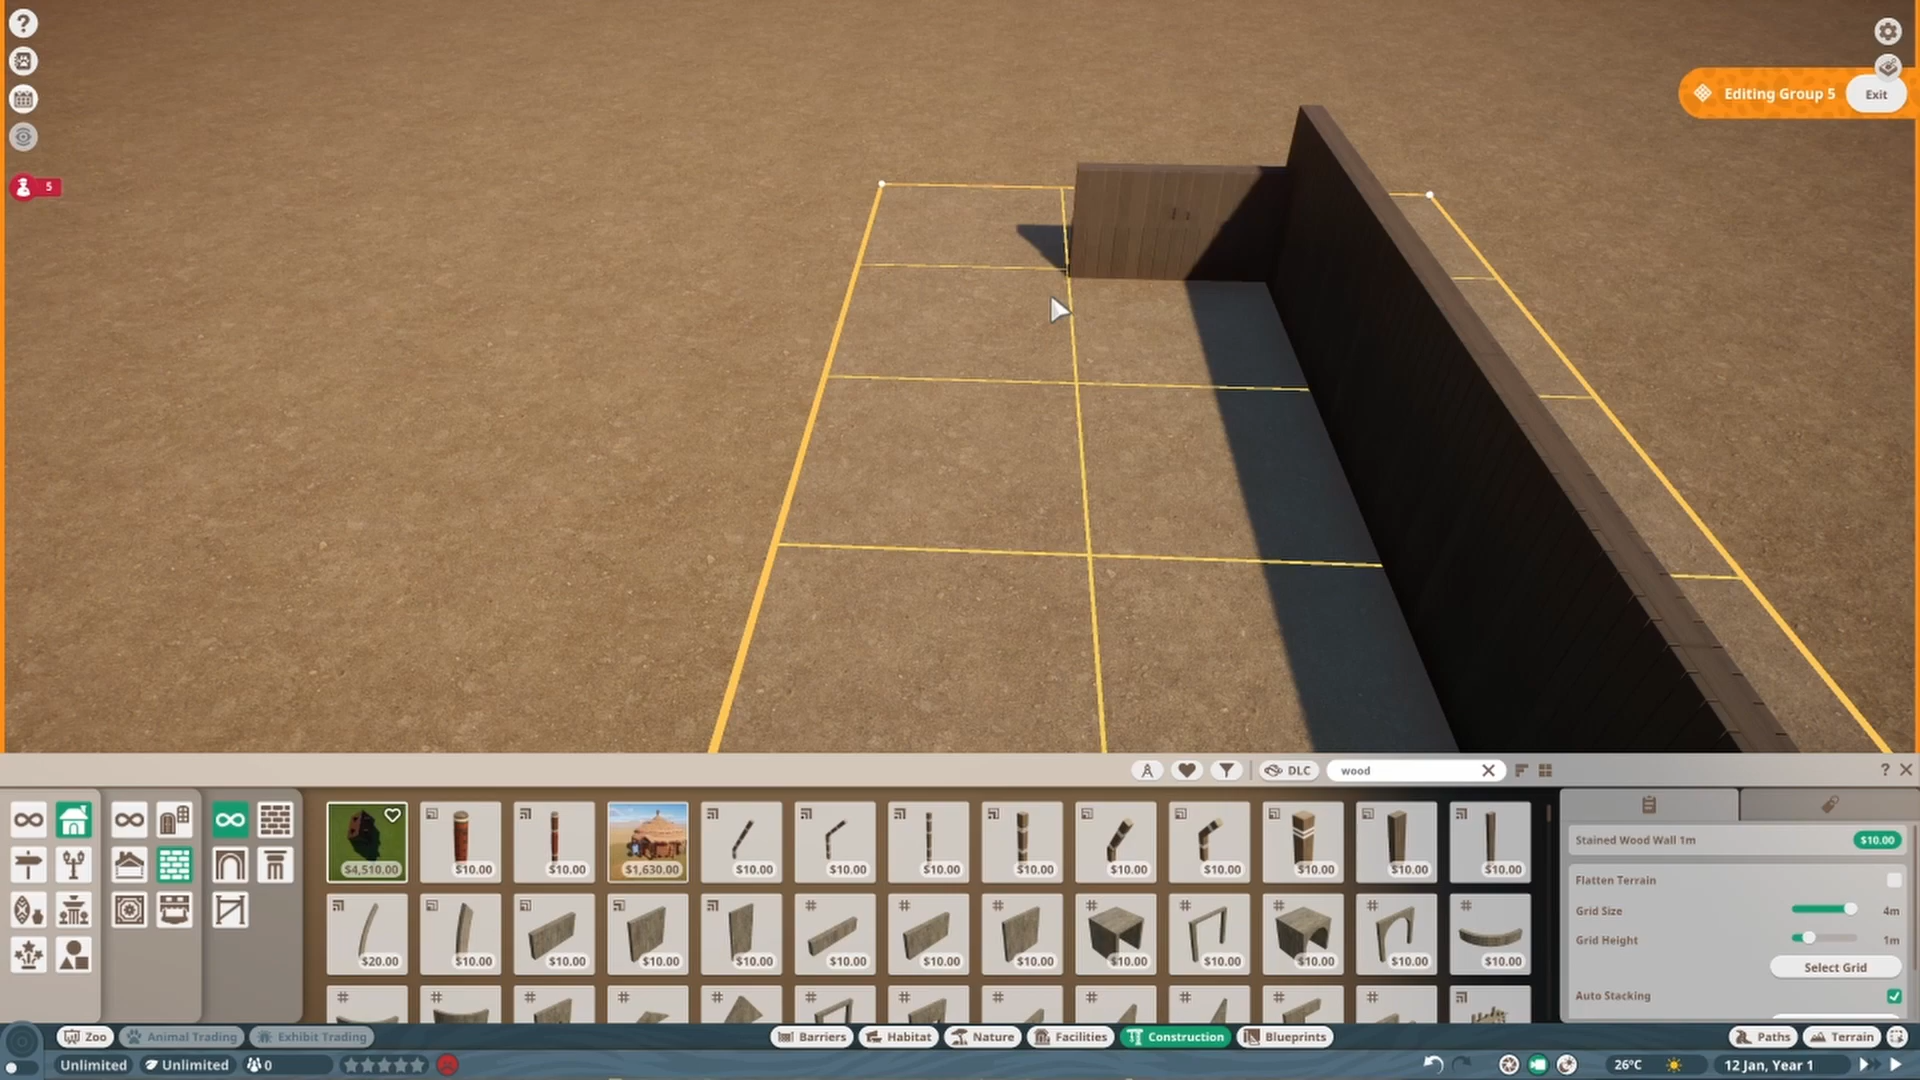 Editing Group 5 Exit
5
DLC wood
$4,510.00 $10.00 $10.00 $1,630.00 $10.00 $10.00 $10.00 $10.00 $10.00 $10.00 $10.00 $10.00 $10.00
$20.00 $10.00 $10.00 $10.00 $10.00 $10.00 $10.00 $10.00 $10.00 $10.00 $10.00 $10.00 $10.00
Stained Wood Wall 1m $10.00
Flatten Terrain
Grid Size 4m
Grid Height 1m
Select Grid
Auto Stacking
Zoo Animal Trading Exhibit Trading Barriers Habitat Nature Facilities Construction Blueprints Paths Terrain
Unlimited Unlimited 0 26°C 12 Jan, Year 1